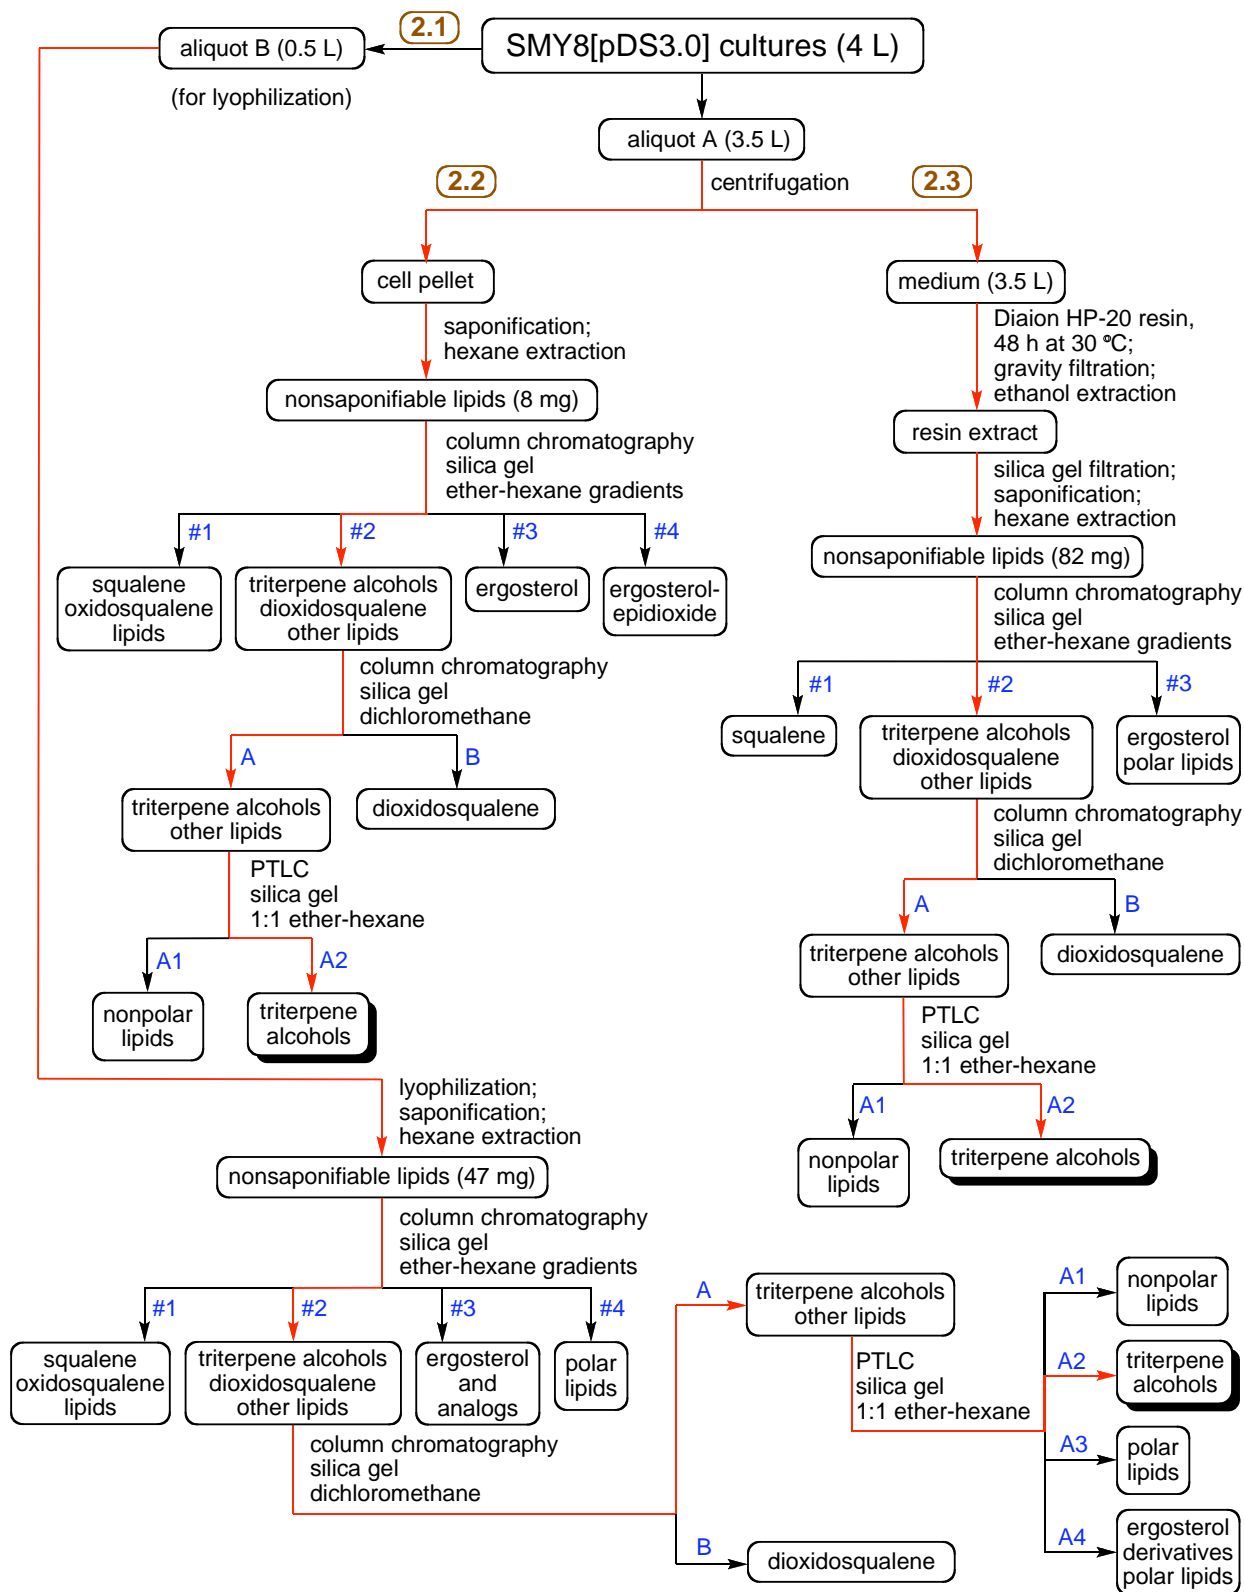 2.1
aliquot B (0.5 L)
(for lyophilization)
SMY8[pDS3.0] cultures (4 L)
aliquot A (3.5 L)
centrifugation
2.2
2.3
cell pellet
saponification;
hexane extraction
nonsaponifiable lipids (8 mg)
column chromatography
silica gel
ether-hexane gradients
#1
#2
#3
#4
squalene
oxidosqualene
lipids
triterpene alcohols
dioxidosqualene
other lipids
ergosterol
ergosterol-
epidioxide
column chromatography
silica gel
dichloromethane
A
B
triterpene alcohols
other lipids
dioxidosqualene
PTLC
silica gel
1:1 ether-hexane
A1
A2
nonpolar
lipids
triterpene
alcohols
medium (3.5 L)
Diaion HP-20 resin,
48 h at 30 ºC;
gravity filtration;
ethanol extraction
resin extract
silica gel filtration;
saponification;
hexane extraction
nonsaponifiable lipids (82 mg)
column chromatography
silica gel
ether-hexane gradients
#1
#2
#3
squalene
triterpene alcohols
dioxidosqualene
other lipids
ergosterol
polar lipids
column chromatography
silica gel
dichloromethane
A
B
triterpene alcohols
other lipids
dioxidosqualene
PTLC
silica gel
1:1 ether-hexane
A1
A2
nonpolar
lipids
triterpene alcohols
lyophilization;
saponification;
hexane extraction
nonsaponifiable lipids (47 mg)
column chromatography
silica gel
ether-hexane gradients
#1
#2
#3
#4
squalene
oxidosqualene
lipids
triterpene alcohols
dioxidosqualene
other lipids
ergosterol
and
analogs
polar
lipids
column chromatography
silica gel
dichloromethane
A
B
triterpene alcohols
other lipids
dioxidosqualene
PTLC
silica gel
1:1 ether-hexane
A1
nonpolar
lipids
A2
triterpene
alcohols
A3
polar
lipids
A4
ergosterol
derivatives
polar lipids